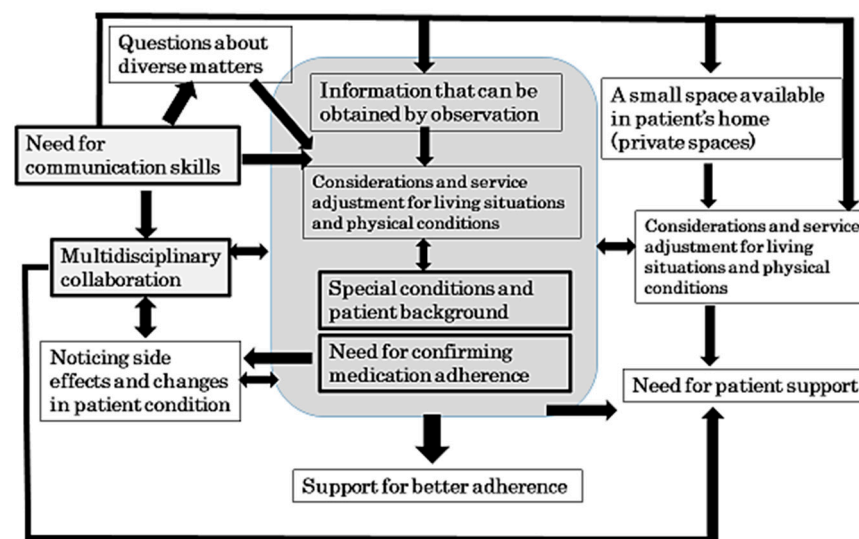 Questions about
diverse matters
Information that can be
obtained by observation
A small space available
in patient's home
(private spaces)
Need for
communication skills
Considerations and service
adjustment for living situations
and physical conditions
Considerations and service
adjustment for living
situations and physical
conditions
Multidisciplinary
collaboration
Special conditions and
patient background
Noticing side
effects and changes
in patient condition
Need for confirming
medication adherence
Need for patient support
Support for better adherence